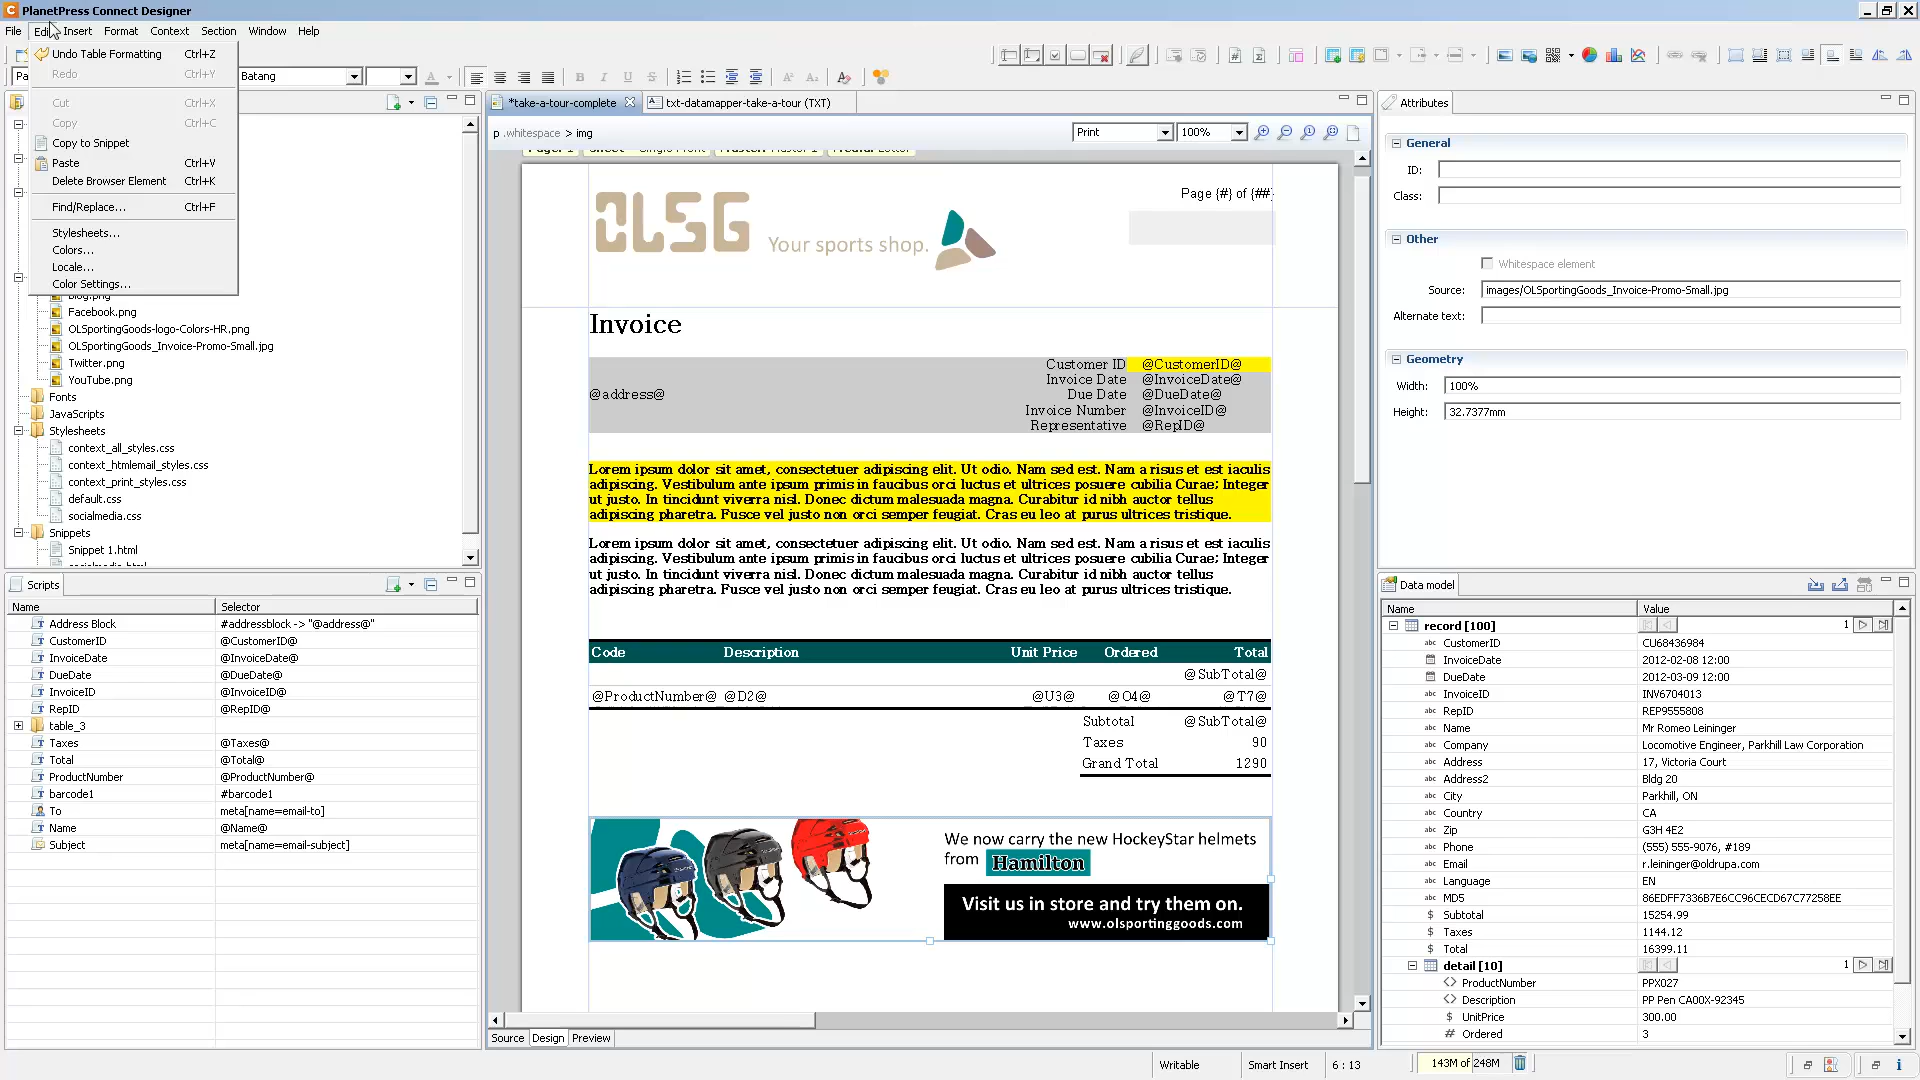 PlanetPress Connect Designer
File Edit Insert Format Context Section Window Help
Undo Table Formatting Ctrl+Z
Redo Ctrl+Y
Cut Ctrl+X
Copy Ctrl+C
Copy to Snippet
Paste Ctrl+V
Delete Browser Element Ctrl+K
Find/Replace... Ctrl+F
Stylesheets...
Colors...
Locale...
Color Settings...
Pa
Batang
Facebook.png
OLSportingGoods-logo-Colors-HR.png
OLSportingGoods_Invoice-Promo-Small.jpg
Twitter.png
YouTube.png
Fonts
JavaScripts
Stylesheets
context_all_styles.css
context_htmlemail_styles.css
context_print_styles.css
default.css
socialmedia.css
Snippets
Snippet 1.html
Scripts
Name Selector
Address Block #addressblock -> "@address@"
CustomerID @CustomerID@
InvoiceDate @InvoiceDate@
DueDate @DueDate@
InvoiceID @InvoiceID@
RepID @RepID@
table_3
Taxes @Taxes@
Total @Total@
ProductNumber @ProductNumber@
barcode1 #barcode1
To meta[name=email-to]
Name @Name@
Subject meta[name=email-subject]
*take-a-tour-complete txt-datamapper-take-a-tour (TXT)
p .whitespace > img
Print 100%
OLSG Your sports shop.
Page {#} of {##}
Invoice
Customer ID @CustomerID@
Invoice Date @InvoiceDate@
@address@ Due Date @DueDate@
Invoice Number @InvoiceID@
Representative @RepID@
Lorem ipsum dolor sit amet, consectetuer adipiscing elit. Ut odio. Nam sed est. Nam a risus et est iaculis
adipiscing. Vestibulum ante ipsum primis in faucibus orci luctus et ultrices posuere cubilia Curae; Integer
ut justo. In tincidunt viverra nisl. Donec dictum malesuada magna. Curabitur id nibh auctor tellus
adipiscing pharetra. Fusce vel justo non orci semper feugiat. Cras eu leo at purus ultrices tristique.
Lorem ipsum dolor sit amet, consectetuer adipiscing elit. Ut odio. Nam sed est. Nam a risus et est iaculis
adipiscing. Vestibulum ante ipsum primis in faucibus orci luctus et ultrices posuere cubilia Curae; Integer
ut justo. In tincidunt viverra nisl. Donec dictum malesuada magna. Curabitur id nibh auctor tellus
adipiscing pharetra. Fusce vel justo non orci semper feugiat. Cras eu leo at purus ultrices tristique.
Code Description Unit Price Ordered Total
@SubTotal@
@ProductNumber@ @D2@ @U3@ @O4@ @T7@
Subtotal @SubTotal@
Taxes 90
Grand Total 1290
We now carry the new HockeyStar helmets
from Hamilton
Visit us in store and try them on.
www.olsportinggoods.com
Source Design Preview
Attributes
General
ID:
Class:
Other
Whitespace element
Source: images/OLSportingGoods_Invoice-Promo-Small.jpg
Alternate text:
Geometry
Width: 100%
Height: 32.7377mm
Data model
Name Value
record [100] 1
CustomerID CU68436984
InvoiceDate 2012-02-08 12:00
DueDate 2012-03-09 12:00
InvoiceID INV6704013
RepID REP9555808
Name Mr Romeo Leininger
Company Locomotive Engineer, Parkhill Law Corporation
Address 17, Victoria Court
Address2 Bldg 20
City Parkhill, ON
Country CA
Zip G3H 4E2
Phone (555) 555-9076, #189
Email r.leininger@oldrupa.com
Language EN
MD5 86EDFF7336B7E6CC96CECD67C77258EE
Subtotal 15254.99
Taxes 1144.12
Total 16399.11
detail [10] 1
ProductNumber PPX027
Description PP Pen CA00X-92345
UnitPrice 300.00
Ordered 3
Writable Smart Insert 6 : 13 143M of 248M